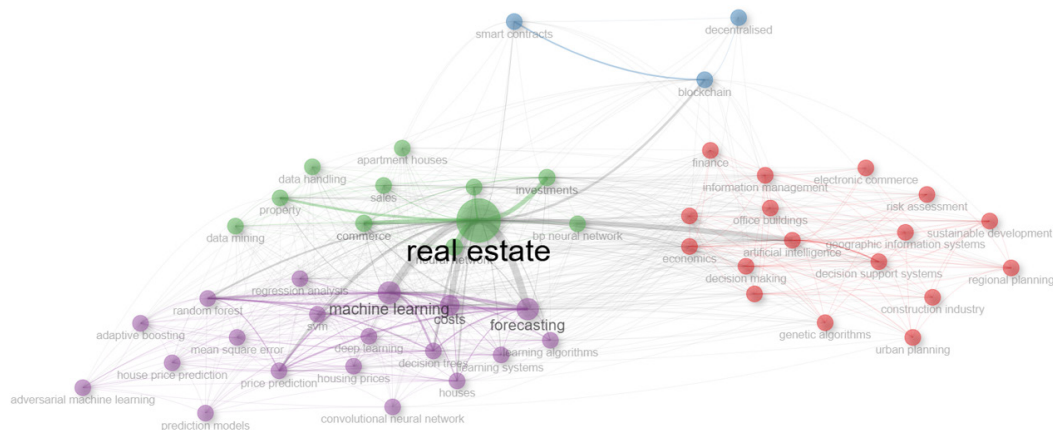 smart contracts
decentralised
blockchain
apartment houses
finance
data handling
sales
investments
information management
electronic commerce
property
risk assessment
data mining
commerce
bp neural network
office buildings
sustainable development
real estate
neural network
economics
artificial intelligence
geographic information systems
decision making
decision support systems
regional planning
regression analysis
random forest
machine learning
costs
forecasting
construction industry
adaptive boosting
svm
genetic algorithms
urban planning
mean square error
deep learning
decision trees
learning algorithms
learning systems
house price prediction
price prediction
housing prices
houses
adversarial machine learning
prediction models
convolutional neural network